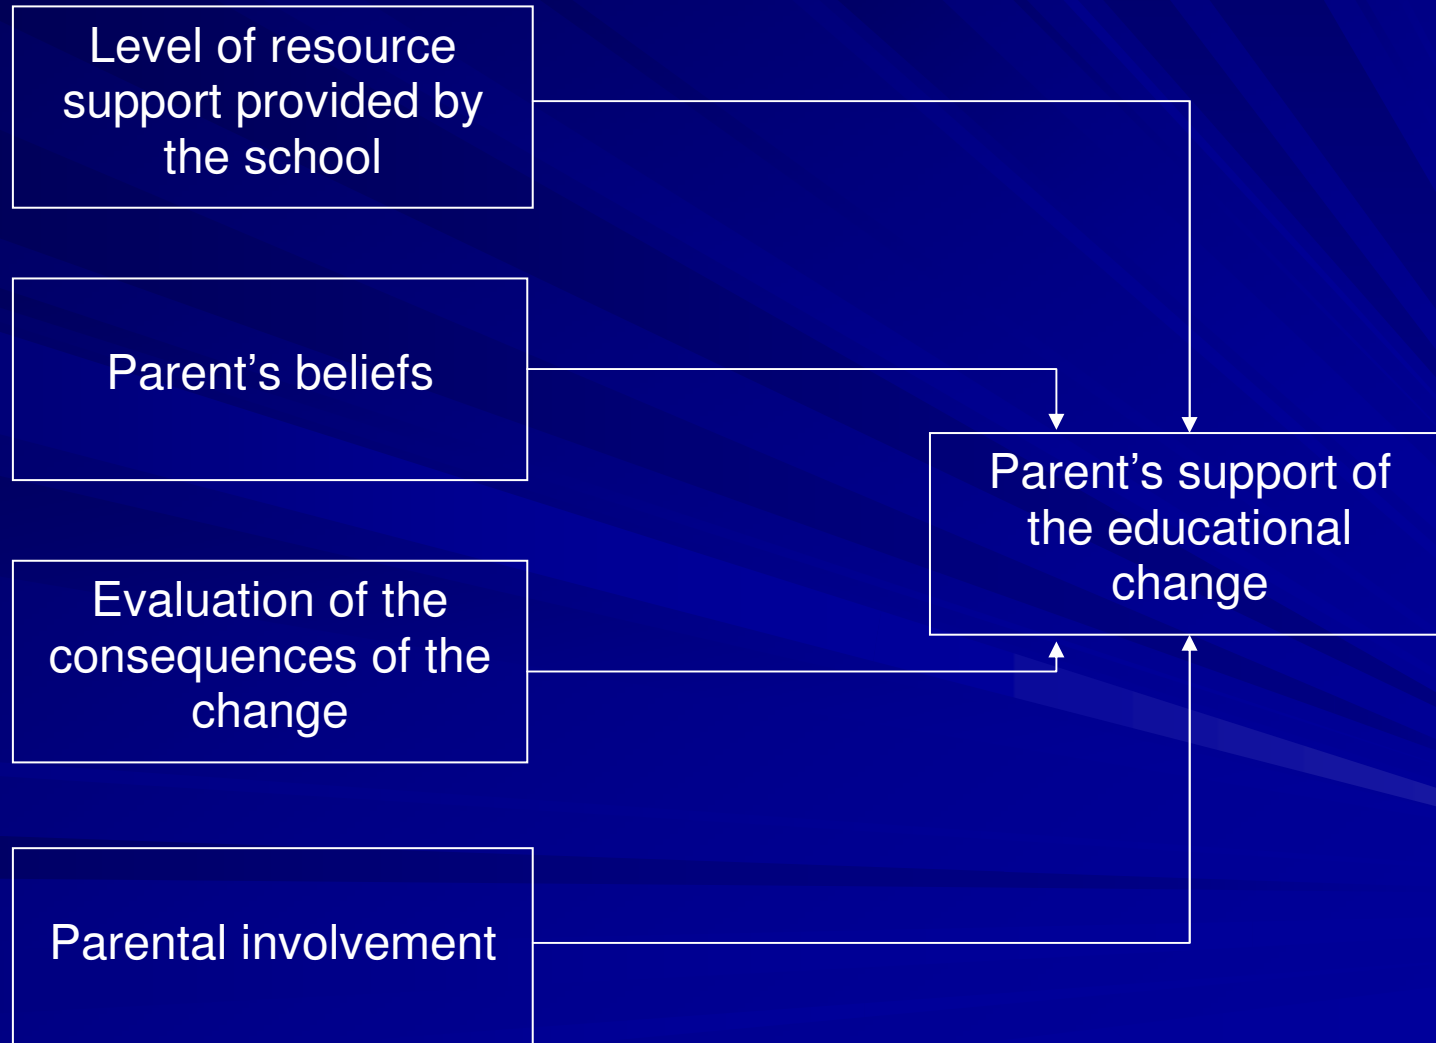 Level of resource
support provided by
the school
Parent’s beliefs
Parent’s support of
the educational
change
Evaluation of the
consequences of the
change
Parental involvement